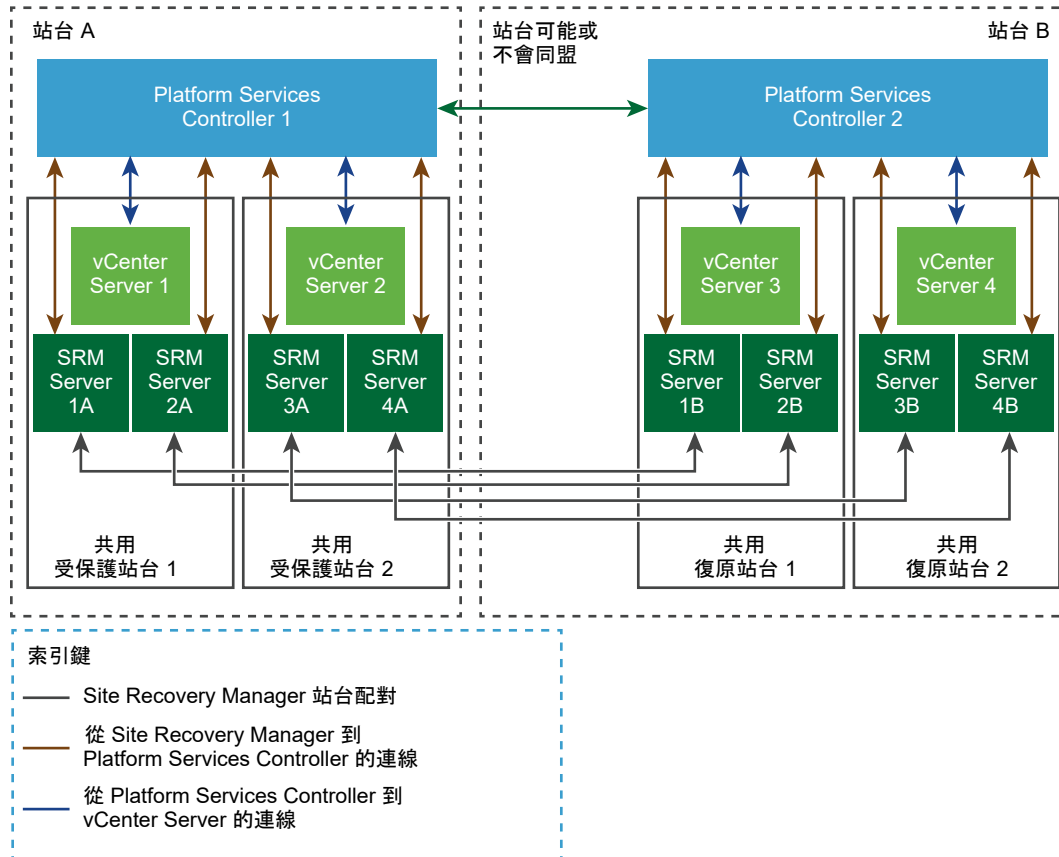 站台 A
站台可能或
不會同盟
站台 B
Platform Services
Controller 1
Platform Services
Controller 2
vCenter
Server 1
vCenter
Server 2
vCenter
Server 3
vCenter
Server 4
SRM
Server
1A
SRM
Server
2A
SRM
Server
3A
SRM
Server
4A
SRM
Server
1B
SRM
Server
2B
SRM
Server
3B
SRM
Server
4B
共用
受保護站台 1
共用
受保護站台 2
共用
復原站台 1
共用
復原站台 2
索引鍵
Site Recovery Manager 站台配對
從 Site Recovery Manager 到
Platform Services Controller 的連線
從 Platform Services Controller 到
vCenter Server 的連線